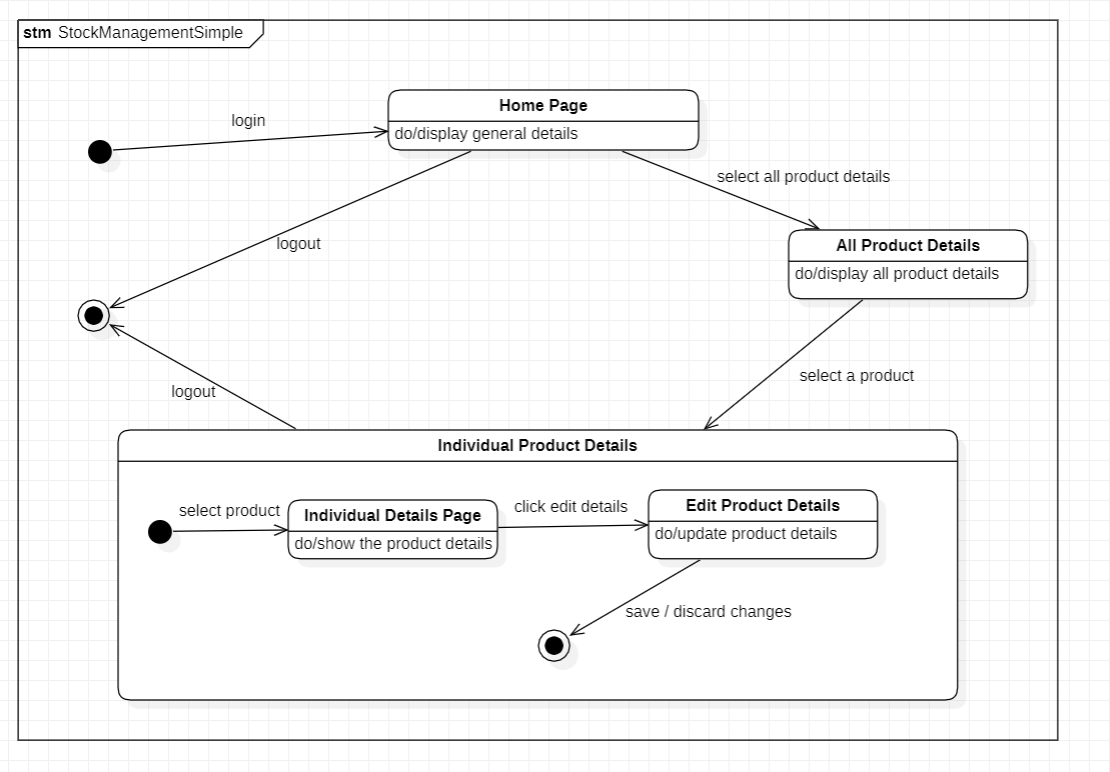 stm StockManagementSimple
Home Page
login
do/display general details
select all product details
logout
All Product Details
do/display all product details
select a product
logout
Individual Product Details
select product
Individual Details Page
do/show the product details
click edit details
Edit Product Details
do/update product details
save / discard changes